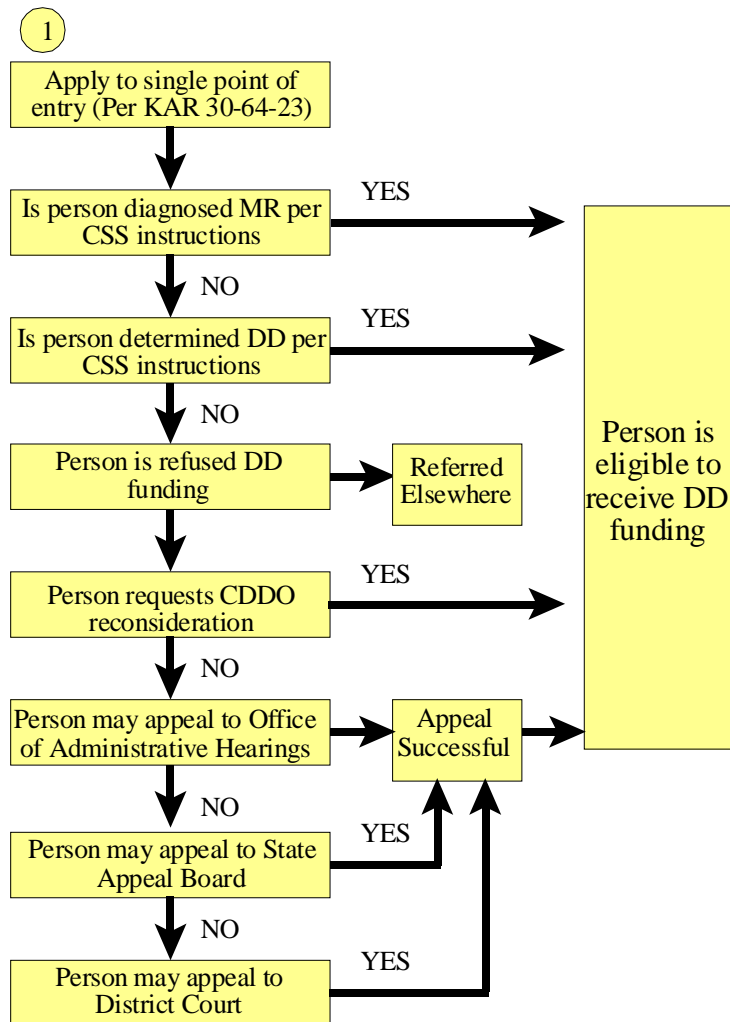 1
Apply to single point of
entry (Per KAR 30-64-23)
YES
Is person diagnosed MR per
CSS instructions
NO
YES
Is person determined DD per
CSS instructions
NO
Person is refused DD
funding
Referred
Elsewhere
Person is
eligible to
receive DD
funding
YES
Person requests CDDO
reconsideration
NO
Person may appeal to Office
of Administrative Hearings
Appeal
Successful
NO
YES
Person may appeal to State
Appeal Board
NO
YES
Person may appeal to
District Court